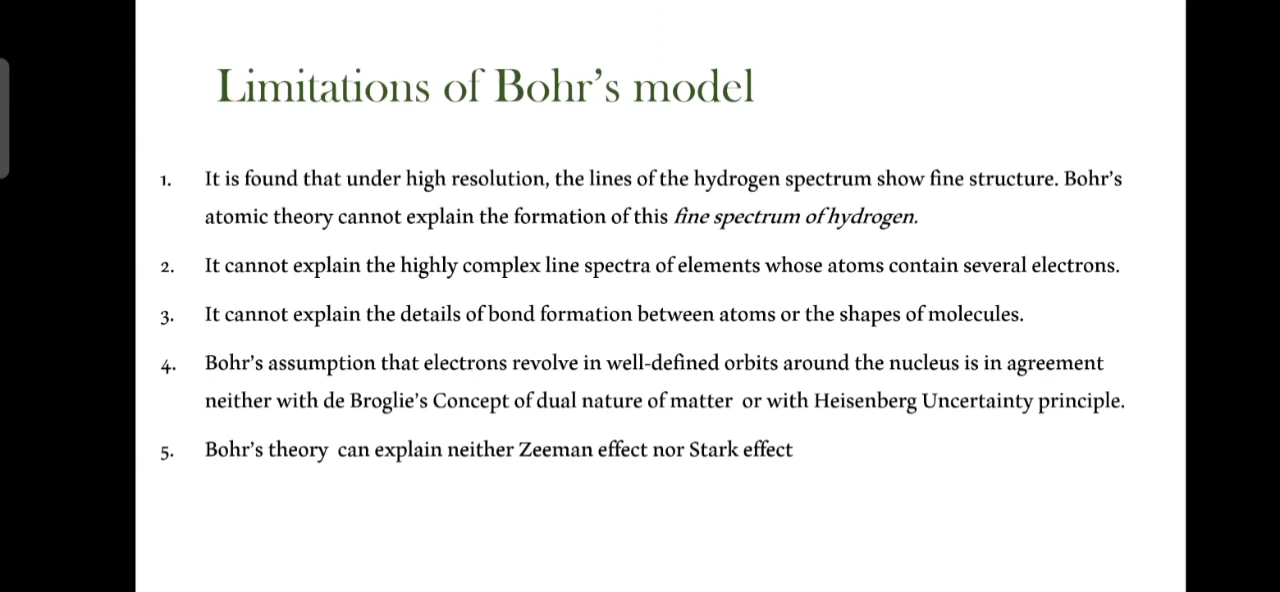 Limitations of Bohr's model
1. It is found that under high resolution, the lines of the hydrogen spectrum show fine structure. Bohr's
atomic theory cannot explain the formation of this fine spectrum of hydrogen.
2. It cannot explain the highly complex line spectra of elements whose atoms contain several electrons.
3. It cannot explain the details of bond formation between atoms or the shapes of molecules.
4. Bohr's assumption that electrons revolve in well-defined orbits around the nucleus is in agreement
neither with de Broglie's Concept of dual nature of matter or with Heisenberg Uncertainty principle.
5. Bohr's theory can explain neither Zeeman effect nor Stark effect